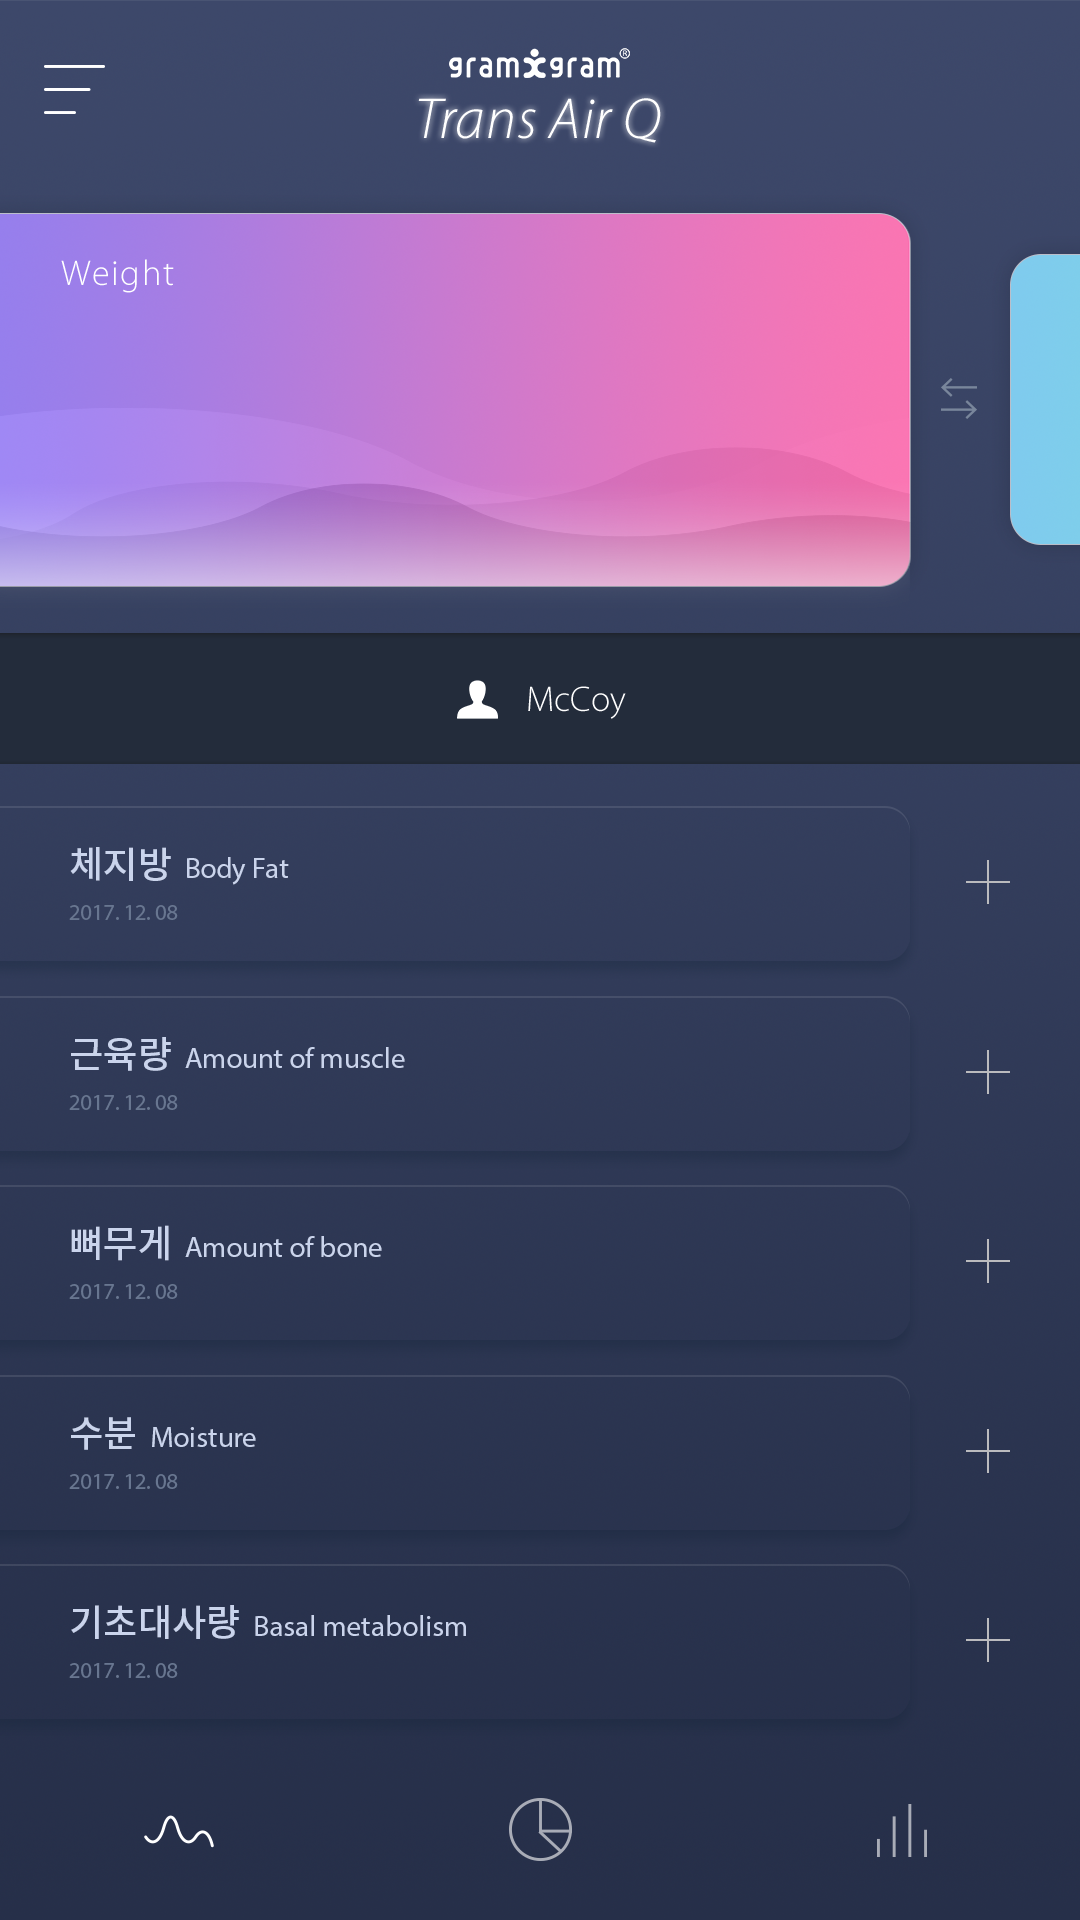 gramxgram®
Trans Air Q
Weight
McCoy
체지방 Body Fat
2017. 12. 08
근육량 Amount of muscle
2017. 12. 08
뼈무게 Amount of bone
2017. 12. 08
수분 Moisture
2017. 12. 08
기초대사량 Basal metabolism
2017. 12. 08